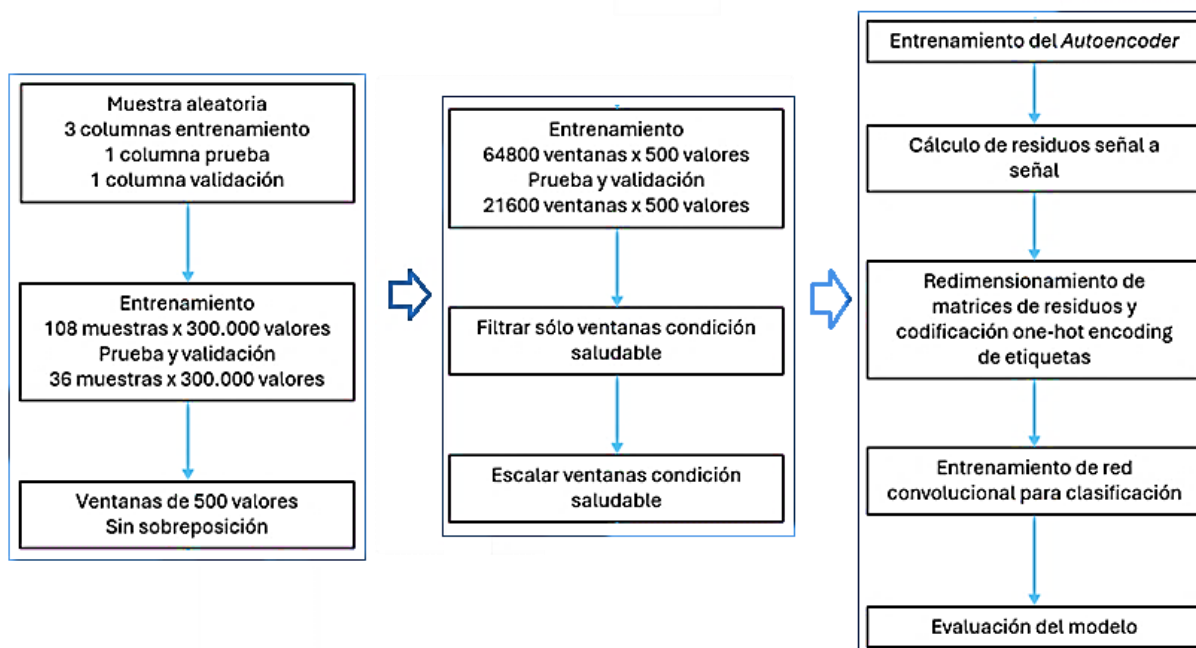 Muestra aleatoria
3 columnas entrenamiento
1 columna prueba
1 columna validación
Entrenamiento
108 muestras x 300.000 valores
Prueba y validación
36 muestras x 300.000 valores
Ventanas de 500 valores
Sin sobreposición
Entrenamiento
64800 ventanas x 500 valores
Prueba y validación
21600 ventanas x 500 valores
Filtrar sólo ventanas condición
saludable
Escalar ventanas condición
saludable
Entrenamiento del Autoencoder
Cálculo de residuos señal a
señal
Redimensionamiento de
matrices de residuos y
codificación one-hot encoding
de etiquetas
Entrenamiento de red
convolucional para clasificación
Evaluación del modelo